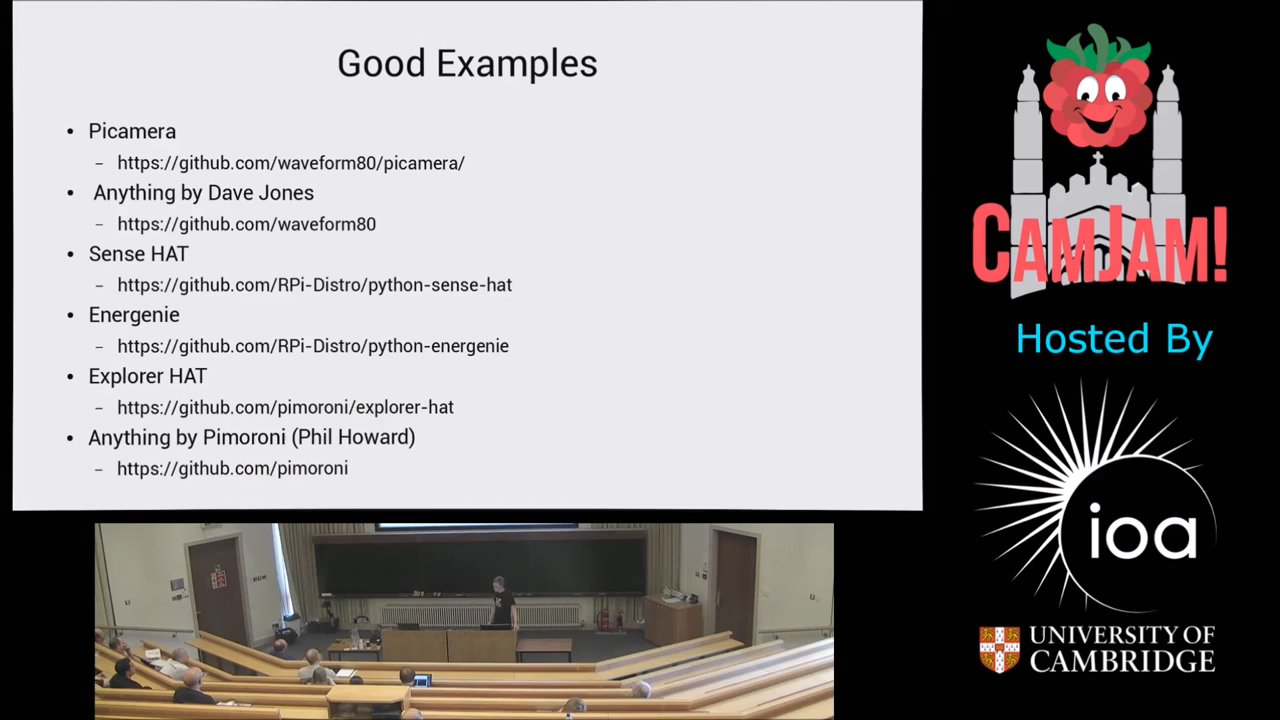 Good Examples
• Picamera
– https://github.com/waveform80/picamera/
• Anything by Dave Jones
– https://github.com/waveform80
• Sense HAT
– https://github.com/RPi-Distro/python-sense-hat
• Energenie
– https://github.com/RPi-Distro/python-energenie
• Explorer HAT
– https://github.com/pimoroni/explorer-hat
• Anything by Pimoroni (Phil Howard)
– https://github.com/pimoroni
CAMJAM!
Hosted By
ioa
UNIVERSITY OF
CAMBRIDGE